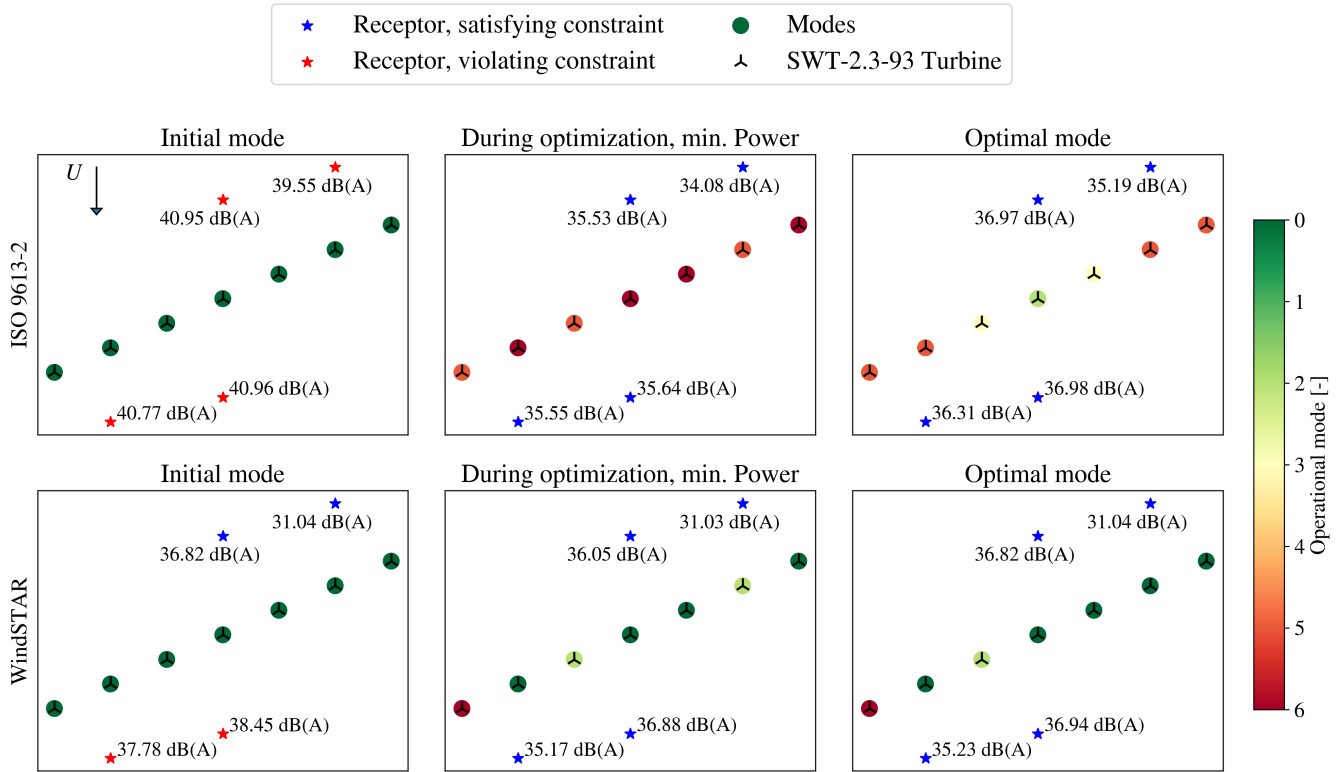 Receptor, satisfying constraint
Receptor, violating constraint
Modes
SWT-2.3-93 Turbine
Initial mode
During optimization, min. Power
Optimal mode
ISO 9613-2
U
39.55 dB(A)
40.95 dB(A)
40.96 dB(A)
40.77 dB(A)
34.08 dB(A)
35.53 dB(A)
35.64 dB(A)
35.55 dB(A)
35.19 dB(A)
36.97 dB(A)
36.98 dB(A)
36.31 dB(A)
Initial mode
During optimization, min. Power
Optimal mode
WindSTAR
31.04 dB(A)
36.82 dB(A)
38.45 dB(A)
37.78 dB(A)
31.03 dB(A)
36.05 dB(A)
36.88 dB(A)
35.17 dB(A)
31.04 dB(A)
36.82 dB(A)
36.94 dB(A)
35.23 dB(A)
0
1
2
3
4
5
6
Operational mode [-]